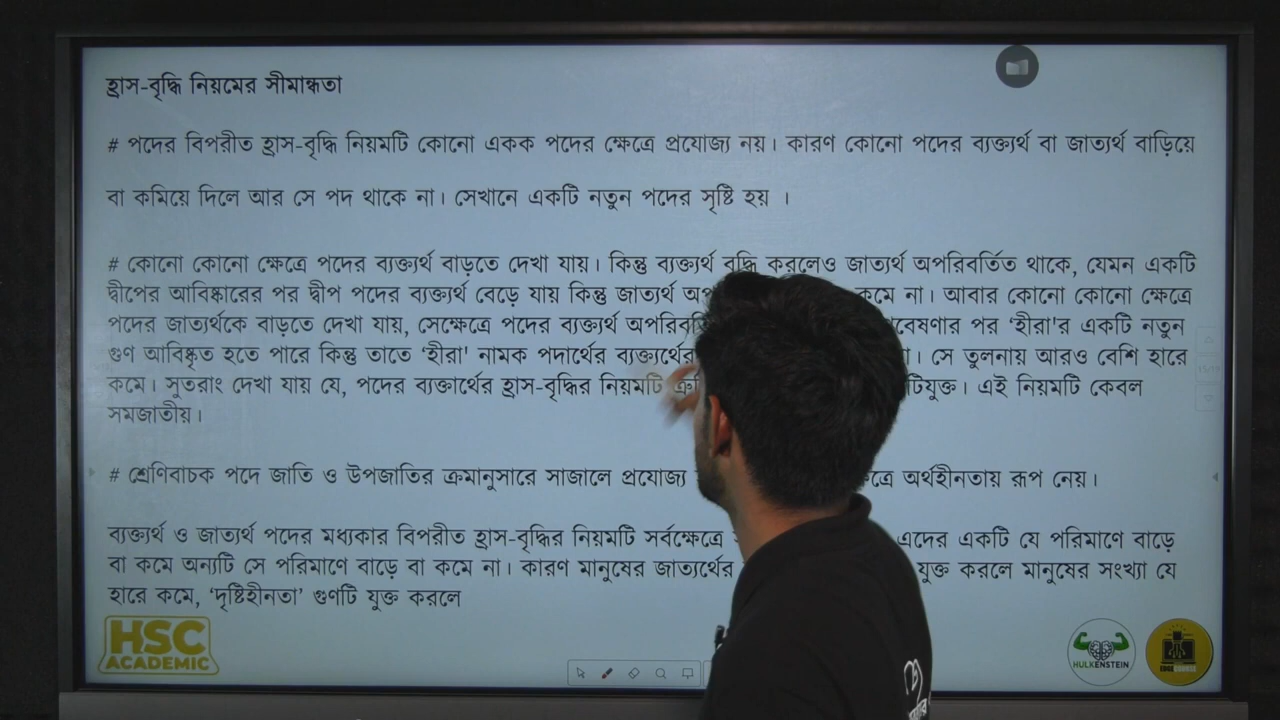 হ্রাস-বৃদ্ধি নিয়মের সীমান্ধতা
# পদের বিপরীত হ্রাস-বৃদ্ধি নিয়মটি কোনো একক পদের ক্ষেত্রে প্রযোজ্য নয়। কারণ কোনো পদের ব্যক্ত্যর্থ বা জাত্যর্থ বাড়িয়ে
বা কমিয়ে দিলে আর সে পদ থাকে না। সেখানে একটি নতুন পদের সৃষ্টি হয় ।
# কোনো কোনো ক্ষেত্রে পদের ব্যক্ত্যর্থ বাড়তে দেখা যায়। কিন্তু ব্যক্ত্যর্থ বৃদ্ধি করলেও জাত্যর্থ অপরিবর্তিত থাকে, যেমন একটি
দ্বীপের আবিষ্কারের পর দ্বীপ পদের ব্যক্ত্যর্থ বেড়ে যায় কিন্তু জাত্যর্থ কমে না। আবার কোনো কোনো ক্ষেত্রে
পদের জাত্যর্থকে বাড়তে দেখা যায়, সেক্ষেত্রে পদের ব্যক্ত্যর্থ পর ‘হীরা'র একটি নতুন
গুণ আবিষ্কৃত হতে পারে কিন্তু তাতে ‘হীরা' নামক পদার্থের ব্যক্ত্যর্থের । সে তুলনায় আরও বেশি হারে
কমে। সুতরাং দেখা যায় যে, পদের ব্যক্তার্থের হ্রাস-বৃদ্ধির নিয়মটি এই নিয়মটি কেবল
সমজাতীয়।
# শ্রেণিবাচক পদে জাতি ও উপজাতির ক্রমানুসারে সাজালে প্রযোজ্য অর্থহীনতায় রূপ নেয়।
ব্যক্ত্যর্থ ও জাত্যর্থ পদের মধ্যকার বিপরীত হ্রাস-বৃদ্ধির নিয়মটি সর্বক্ষেত্রে এদের একটি যে পরিমাণে বাড়ে
বা কমে অন্যটি সে পরিমাণে বাড়ে বা কমে না। কারণ মানুষের জাত্যর্থের যুক্ত করলে মানুষের সংখ্যা যে
হারে কমে, ‘দৃষ্টিহীনতা’ গুণটি যুক্ত করলে
HSC
ACADEMIC
HULKENSTEIN